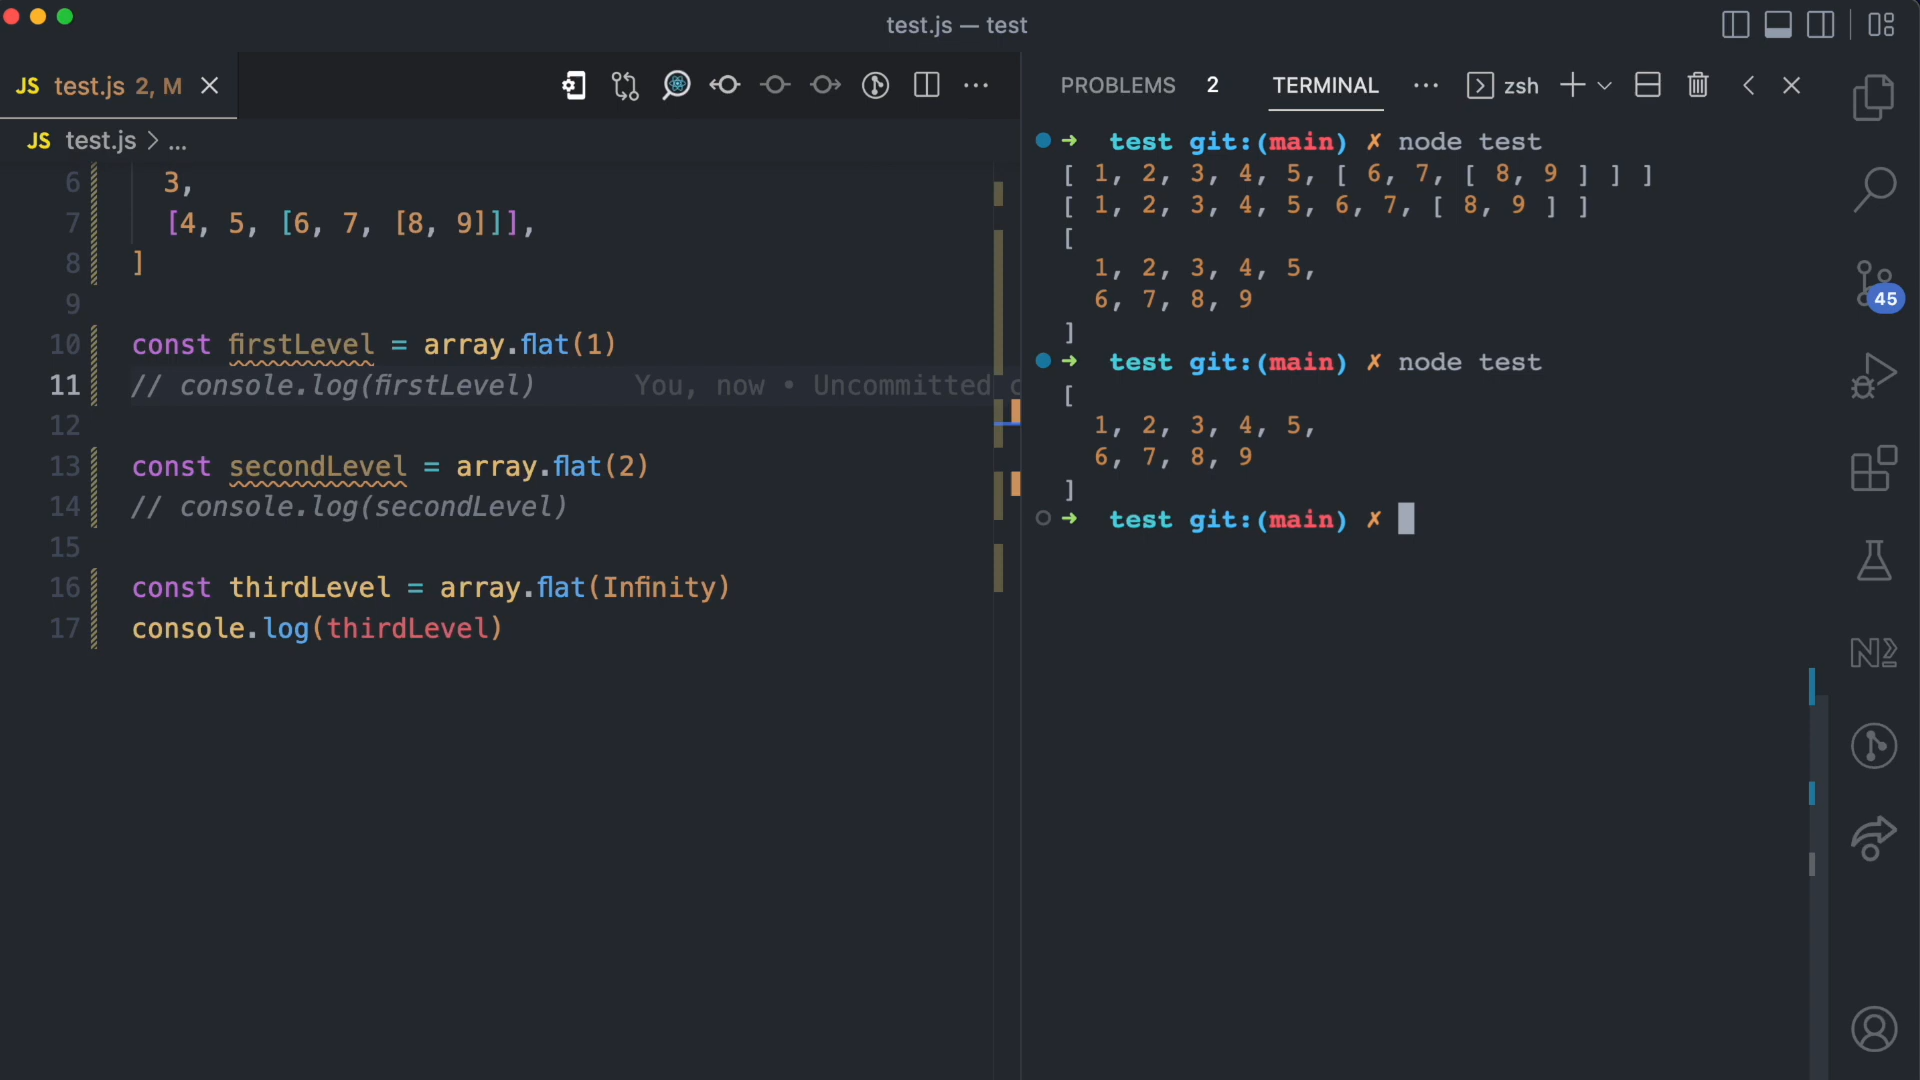 test.js — test
JS test.js 2, M
PROBLEMS 2 TERMINAL zsh
JS test.js > ...
6 3,
7 [4, 5, [6, 7, [8, 9]]],
8 ]
9
10 const firstLevel = array.flat(1)
11 // console.log(firstLevel) You, now • Uncommitted c
12
13 const secondLevel = array.flat(2)
14 // console.log(secondLevel)
15
16 const thirdLevel = array.flat(Infinity)
17 console.log(thirdLevel)
➜ test git:(main) ✗ node test
[ 1, 2, 3, 4, 5, [ 6, 7, [ 8, 9 ] ] ]
[ 1, 2, 3, 4, 5, 6, 7, [ 8, 9 ] ]
[
1, 2, 3, 4, 5,
6, 7, 8, 9
]
➜ test git:(main) ✗ node test
[
1, 2, 3, 4, 5,
6, 7, 8, 9
]
➜ test git:(main) ✗
45